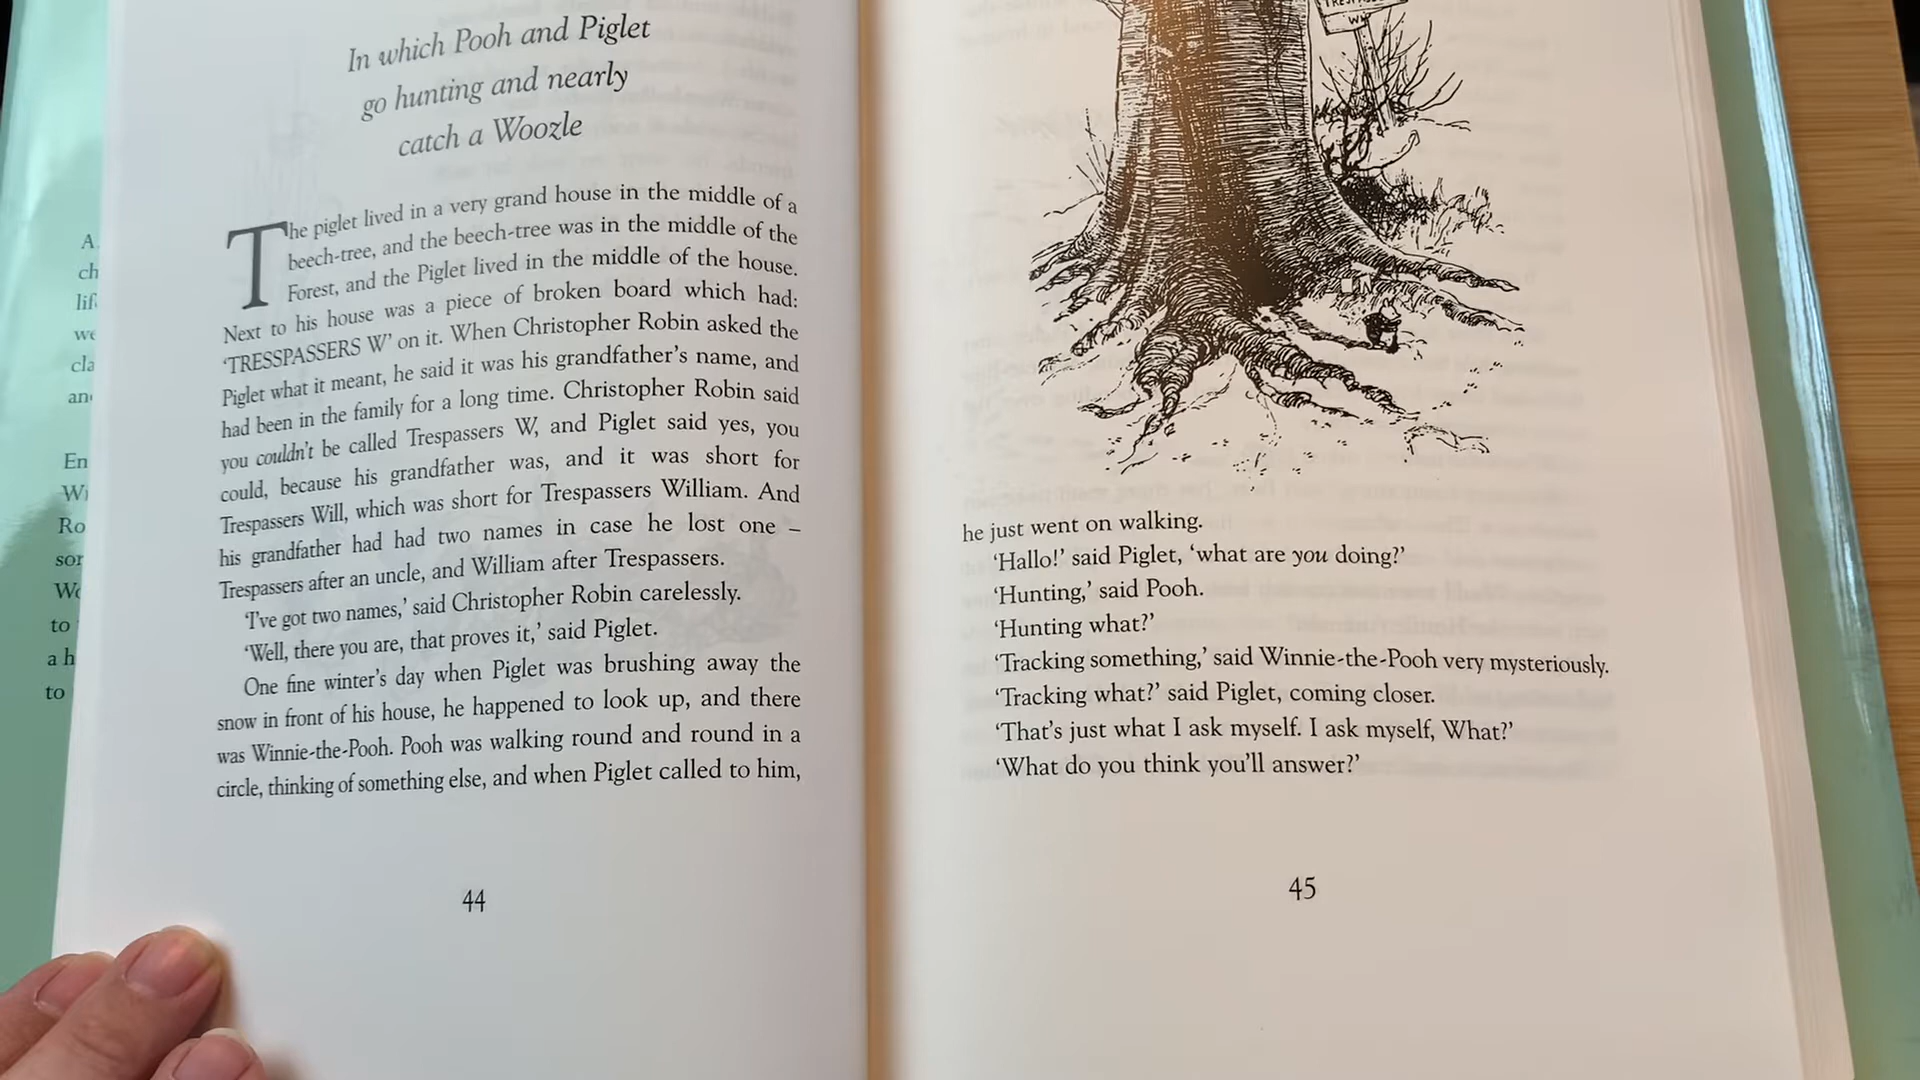 A
ch
lif
we
cla
and
En
Wi
Ro
son
Wo
to
a h
to
In which Pooh and Piglet
go hunting and nearly
catch a Woozle
The piglet lived in a very grand house in the middle of a
beech-tree, and the beech-tree was in the middle of the
Forest, and the Piglet lived in the middle of the house.
Next to his house was a piece of broken board which had:
‘TRESSPASSERS W’ on it. When Christopher Robin asked the
Piglet what it meant, he said it was his grandfather’s name, and
had been in the family for a long time. Christopher Robin said
you couldn’t be called Trespassers W, and Piglet said yes, you
could, because his grandfather was, and it was short for
Trespassers Will, which was short for Trespassers William. And
his grandfather had had two names in case he lost one –
Trespassers after an uncle, and William after Trespassers.
‘I’ve got two names,’ said Christopher Robin carelessly.
‘Well, there you are, that proves it,’ said Piglet.
One fine winter’s day when Piglet was brushing away the
snow in front of his house, he happened to look up, and there
was Winnie-the-Pooh. Pooh was walking round and round in a
circle, thinking of something else, and when Piglet called to him,
44
W
he just went on walking.
‘Hallo!’ said Piglet, ‘what are you doing?’
‘Hunting,’ said Pooh.
‘Hunting what?’
‘Tracking something,’ said Winnie-the-Pooh very mysteriously.
‘Tracking what?’ said Piglet, coming closer.
‘That’s just what I ask myself. I ask myself, What?’
‘What do you think you’ll answer?’
45